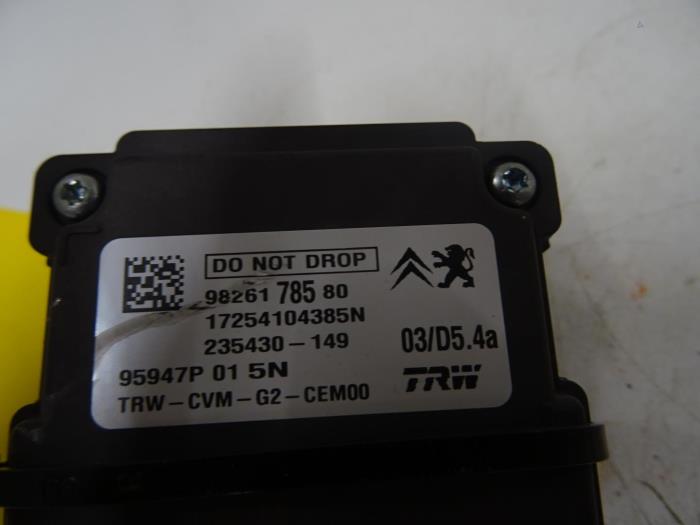 DO NOT DROP
98261 785 80
17254104385N
235430-149
03/D5.4a
95947P 01 5N
TRW
TRW-CVM-G2-CEM00